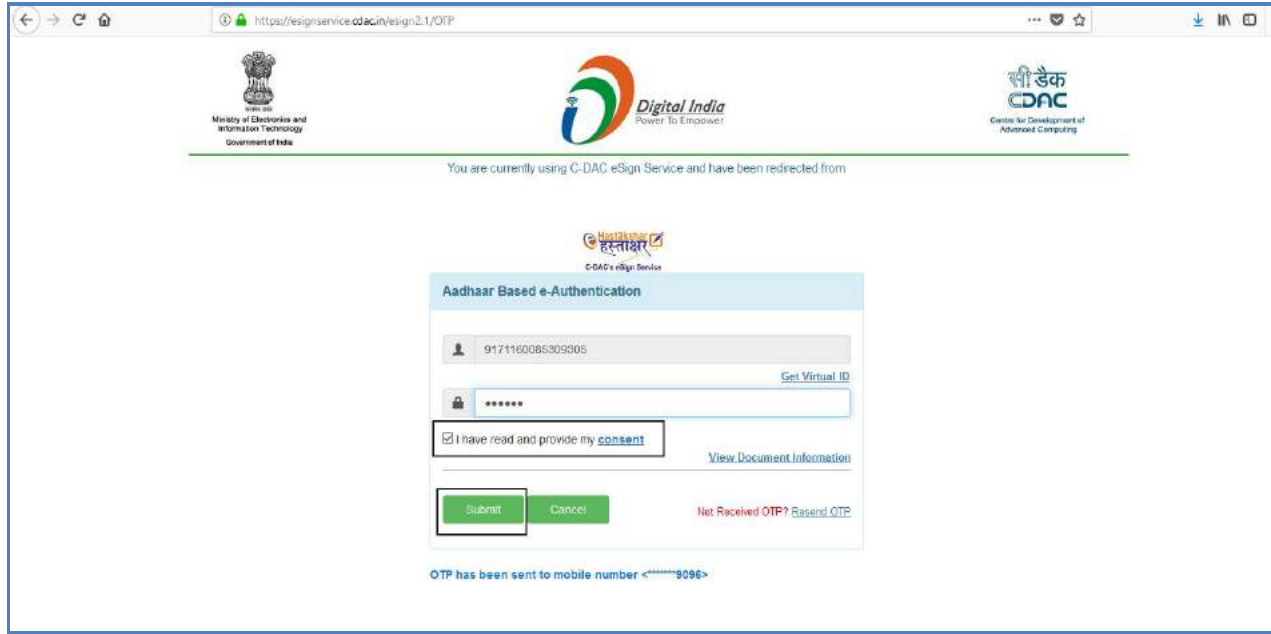 https://esignservice.cdac.in/esign2.1/OTP
Ministry of Electronics and
Information Technology
Government of India
Digital India
Power To Empower
सी डैक
CDAC
Centre for Development of
Advanced Computing
You are currently using C-DAC eSign Service and have been redirected from
eHastakshar
हस्ताक्षर
C-DAC's eSign Service
Aadhaar Based e-Authentication
9171160085309305
Get Virtual ID
••••••
I have read and provide my consent
View Document Information
Submit
Cancel
Not Received OTP? Resend OTP
OTP has been sent to mobile number <*******9096>